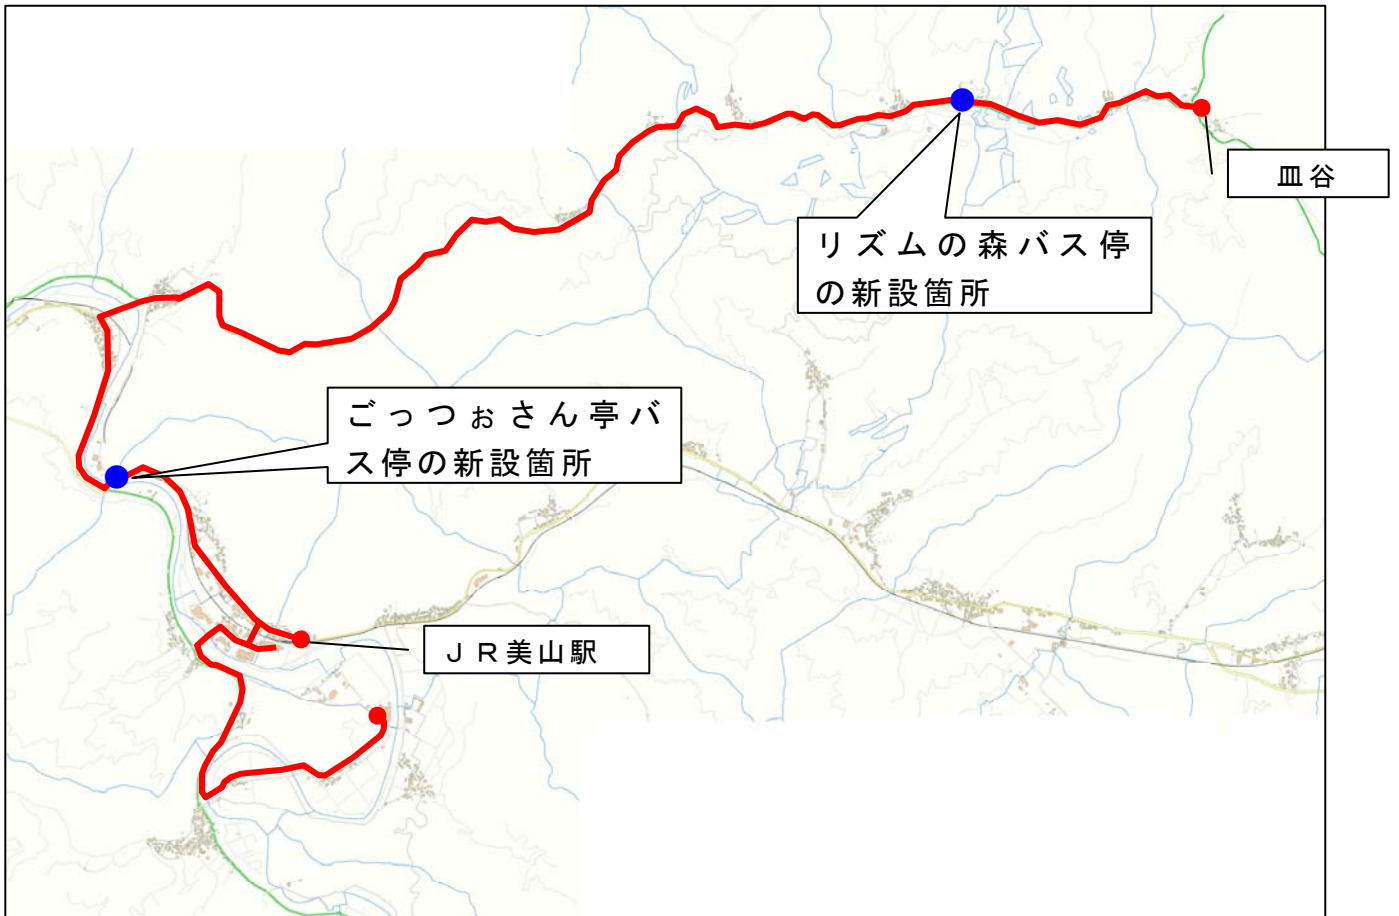 皿谷
リズムの森バス停
の新設箇所
ごっつぉさん亭バ
ス停の新設箇所
ＪＲ美山駅